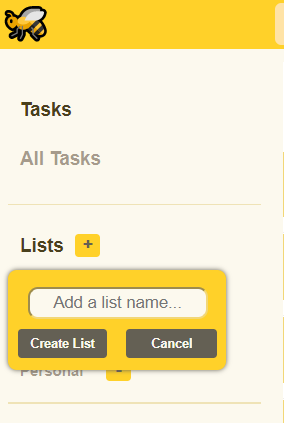 Tasks
All Tasks
Lists +
Add a list name...
Create List Cancel
Personal -